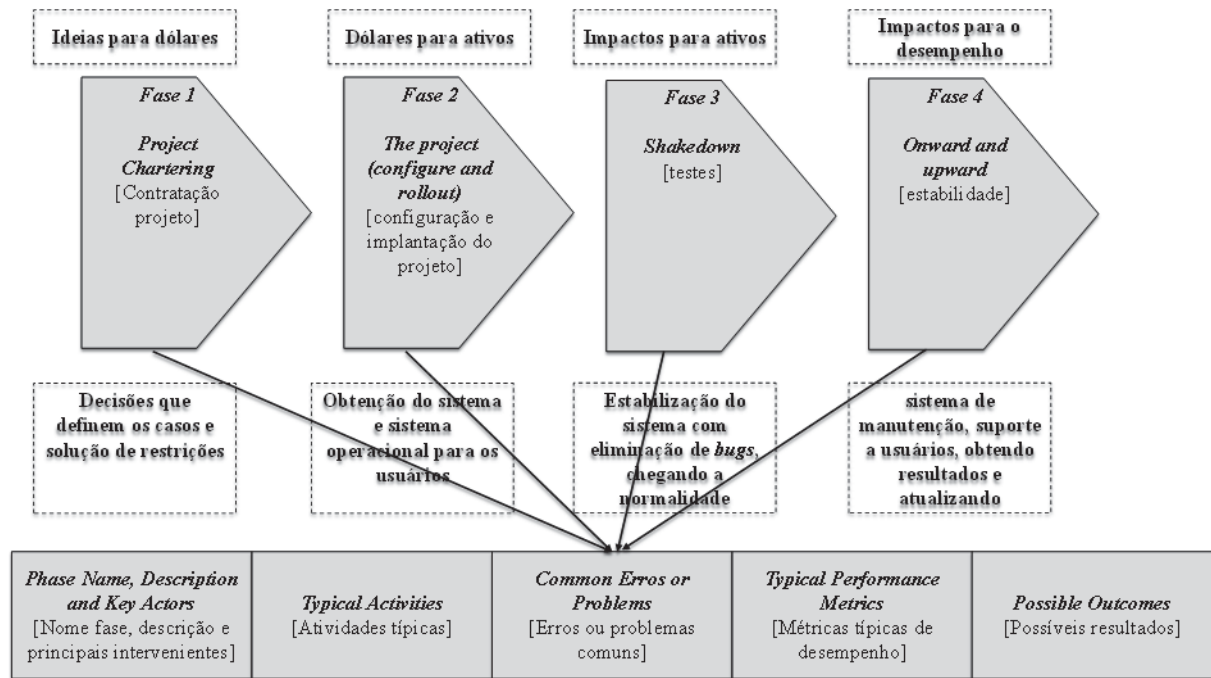 Ideias para dólares
Dólares para ativos
Impactos para ativos
Impactos para o
desempenho
Fase 1
Project
Chartering
[Contratação
projeto]
Fase 2
The project
(configure and
rollout)
[configuração e
implantação do
projeto]
Fase 3
Shakedown
[testes]
Fase 4
Onward and
upward
[estabilidade]
Decisões que
definem os casos e
solução de restrições
Obtenção do sistema
e sistema
operacional para os
usuários
Estabilização do
sistema com
eliminação de bugs,
chegando a
normalidade
sistema de
manutenção, suporte
a usuários, obtendo
resultados e
atualizando
Phase Name, Description
and Key Actors
[Nome fase, descrição e
principais intervenientes]
Typical Activities
[Atividades típicas]
Common Erros or
Problems
[Erros ou problemas
comuns]
Typical Performance
Metrics
[Métricas típicas de
desempenho]
Possible Outcomes
[Possíveis resultados]